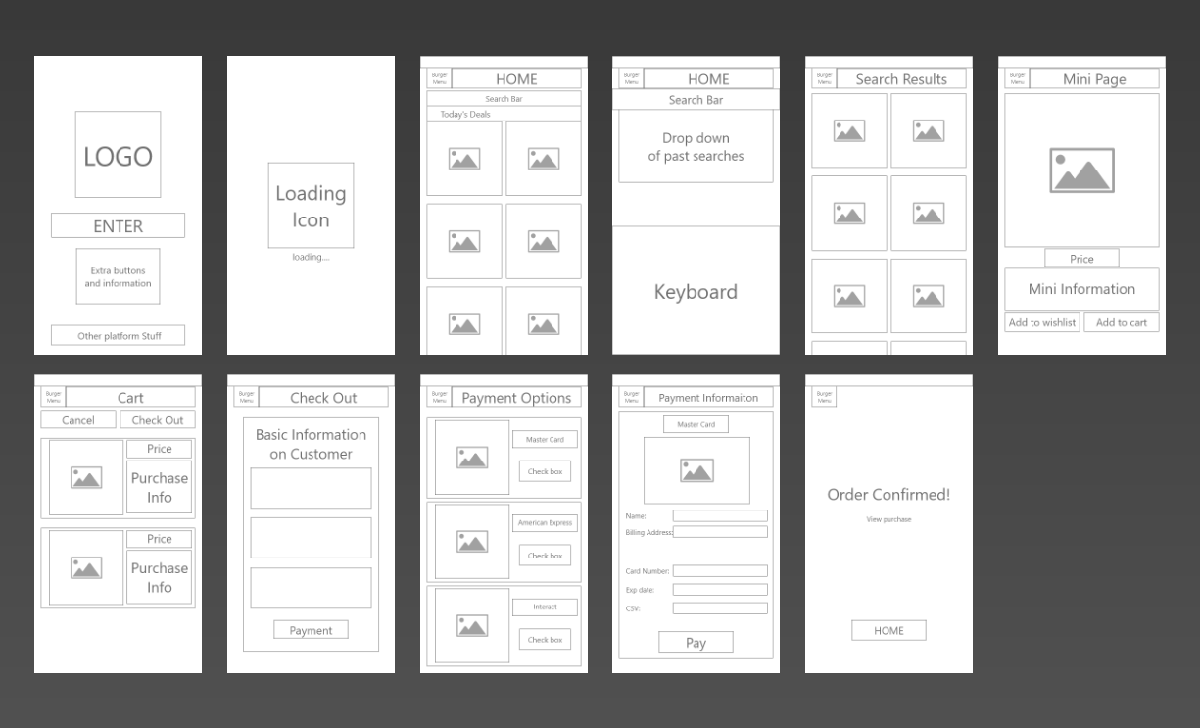 LOGO
ENTER
Extra buttons
and information
Other platform Stuff
Loading
Icon
loading....
Burger
Menu
HOME
Search Bar
Today's Deals
Burger
Menu
HOME
Search Bar
Drop down
of past searches
Keyboard
Burger
Menu
Search Results
Burger
Menu
Mini Page
Price
Mini Information
Add to wishlist
Add to cart
Burger
Menu
Cart
Cancel
Check Out
Price
Purchase
Info
Price
Purchase
Info
Burger
Menu
Check Out
Basic Information
on Customer
Payment
Burger
Menu
Payment Options
Master Card
Check box
American Express
Check box
Interact
Check box
Burger
Menu
Payment Information
Master Card
Name:
Billing Address:
Card Number:
Exp date:
CSV:
Pay
Burger
Menu
Order Confirmed!
View purchase
HOME